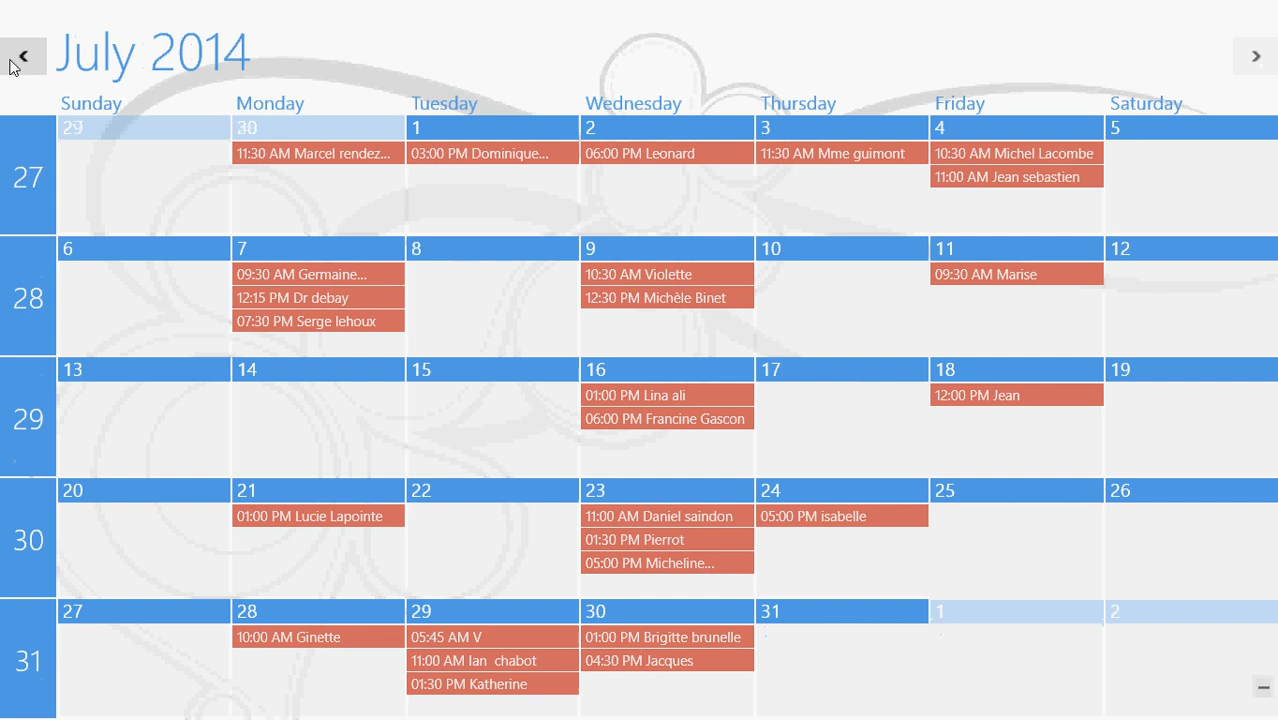 July 2014
Sunday Monday Tuesday Wednesday Thursday Friday Saturday
27
29 30 1 2 3 4 5
11:30 AM Marcel rendez... 03:00 PM Dominique... 06:00 PM Leonard 11:30 AM Mme guimont 10:30 AM Michel Lacombe
11:00 AM Jean sebastien
28
6 7 8 9 10 11 12
09:30 AM Germaine... 10:30 AM Violette 09:30 AM Marise
12:15 PM Dr debay 12:30 PM Michèle Binet
07:30 PM Serge lehoux
29
13 14 15 16 17 18 19
01:00 PM Lina ali 12:00 PM Jean
06:00 PM Francine Gascon
30
20 21 22 23 24 25 26
01:00 PM Lucie Lapointe 11:00 AM Daniel saindon 05:00 PM isabelle
01:30 PM Pierrot
05:00 PM Micheline...
31
27 28 29 30 31 1 2
10:00 AM Ginette 05:45 AM V 01:00 PM Brigitte brunelle
11:00 AM Ian chabot 04:30 PM Jacques
01:30 PM Katherine